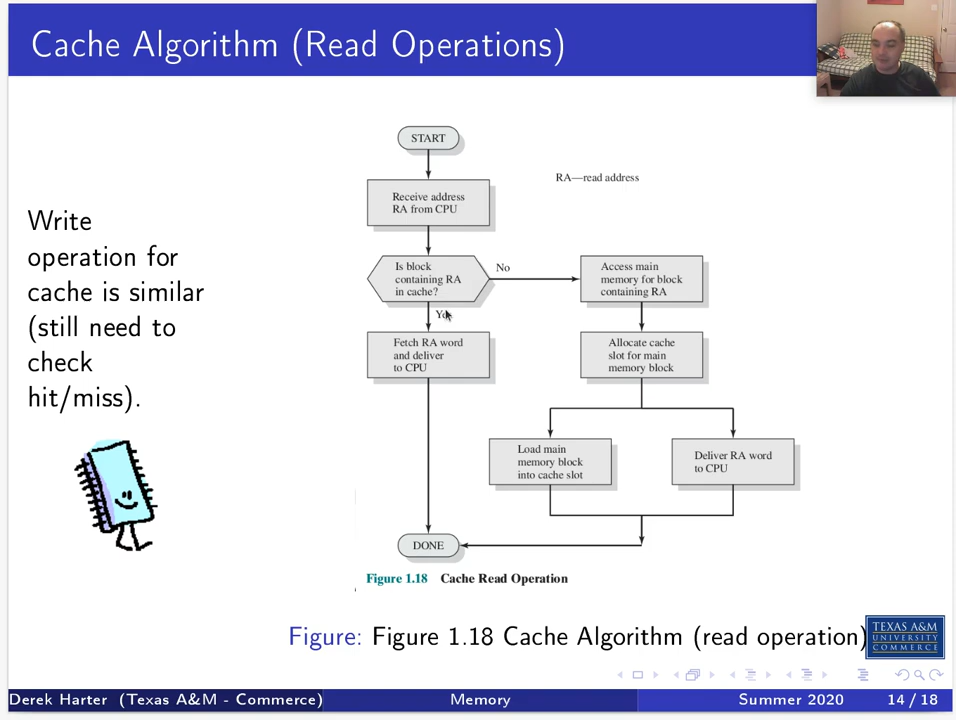 Cache Algorithm (Read Operations)
Write
operation for
cache is similar
(still need to
check
hit/miss).
START
RA—read address
Receive address
RA from CPU
Is block
containing RA
in cache?
No
Access main
memory for block
containing RA
Fetch RA word
and deliver
to CPU
Allocate cache
slot for main
memory block
Load main
memory block
into cache slot
Deliver RA word
to CPU
DONE
Figure 1.18 Cache Read Operation
Figure: Figure 1.18 Cache Algorithm (read operation)
TEXAS A&M
UNIVERSITY
COMMERCE
Derek Harter (Texas A&M - Commerce) Memory Summer 2020 14 / 18